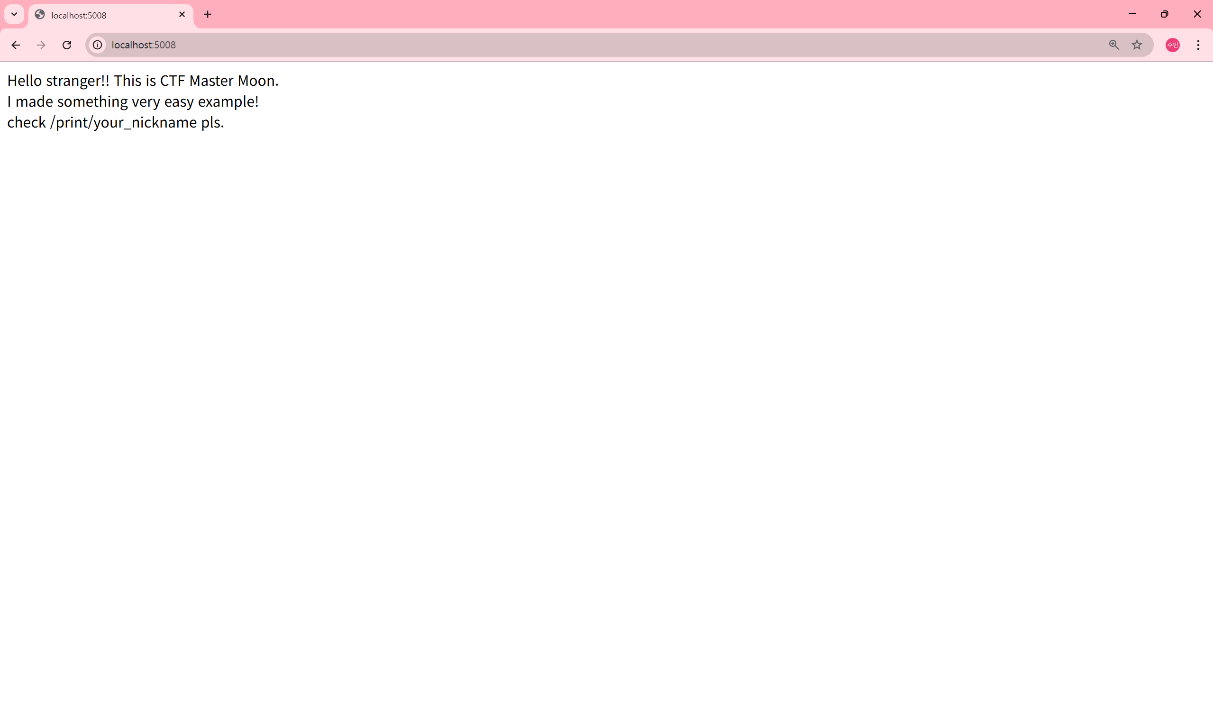 localhost:5008
localhost:5008
Hello stranger!! This is CTF Master Moon.
I made something very easy example!
check /print/your_nickname pls.